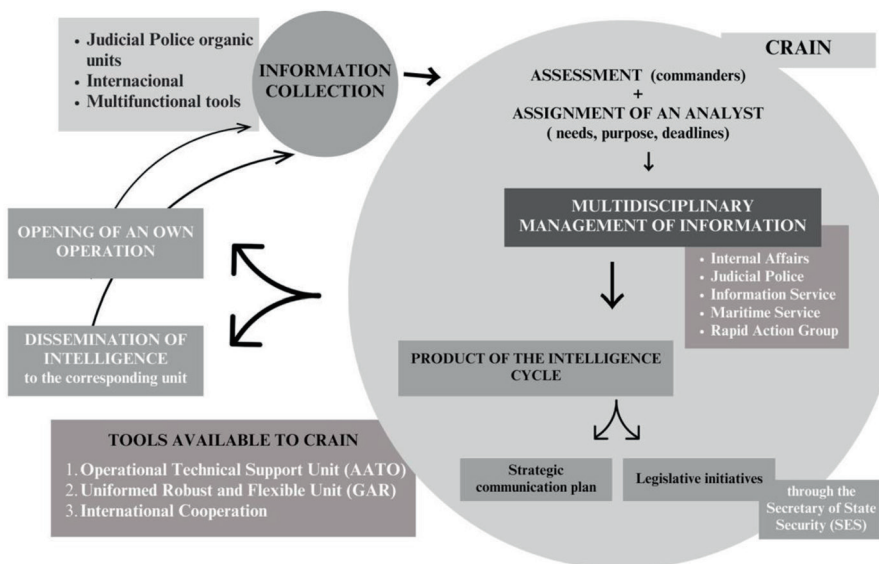 • Judicial Police organic
units
• Internacional
• Multifunctional tools
INFORMATION
COLLECTION
CRAIN
ASSESSMENT (commanders)
+
ASSIGNMENT OF AN ANALYST
( needs, purpose, deadlines)
MULTIDISCIPLINARY
MANAGEMENT OF INFORMATION
• Internal Affairs
• Judicial Police
• Information Service
• Maritime Service
• Rapid Action Group
OPENING OF AN OWN
OPERATION
DISSEMINATION OF
INTELLIGENCE
to the corresponding unit
PRODUCT OF THE INTELLIGENCE
CYCLE
Strategic
communication plan
Legislative initiatives
through the
Secretary of State
Security (SES)
TOOLS AVAILABLE TO CRAIN
1. Operational Technical Support Unit (AATO)
2. Uniformed Robust and Flexible Unit (GAR)
3. International Cooperation